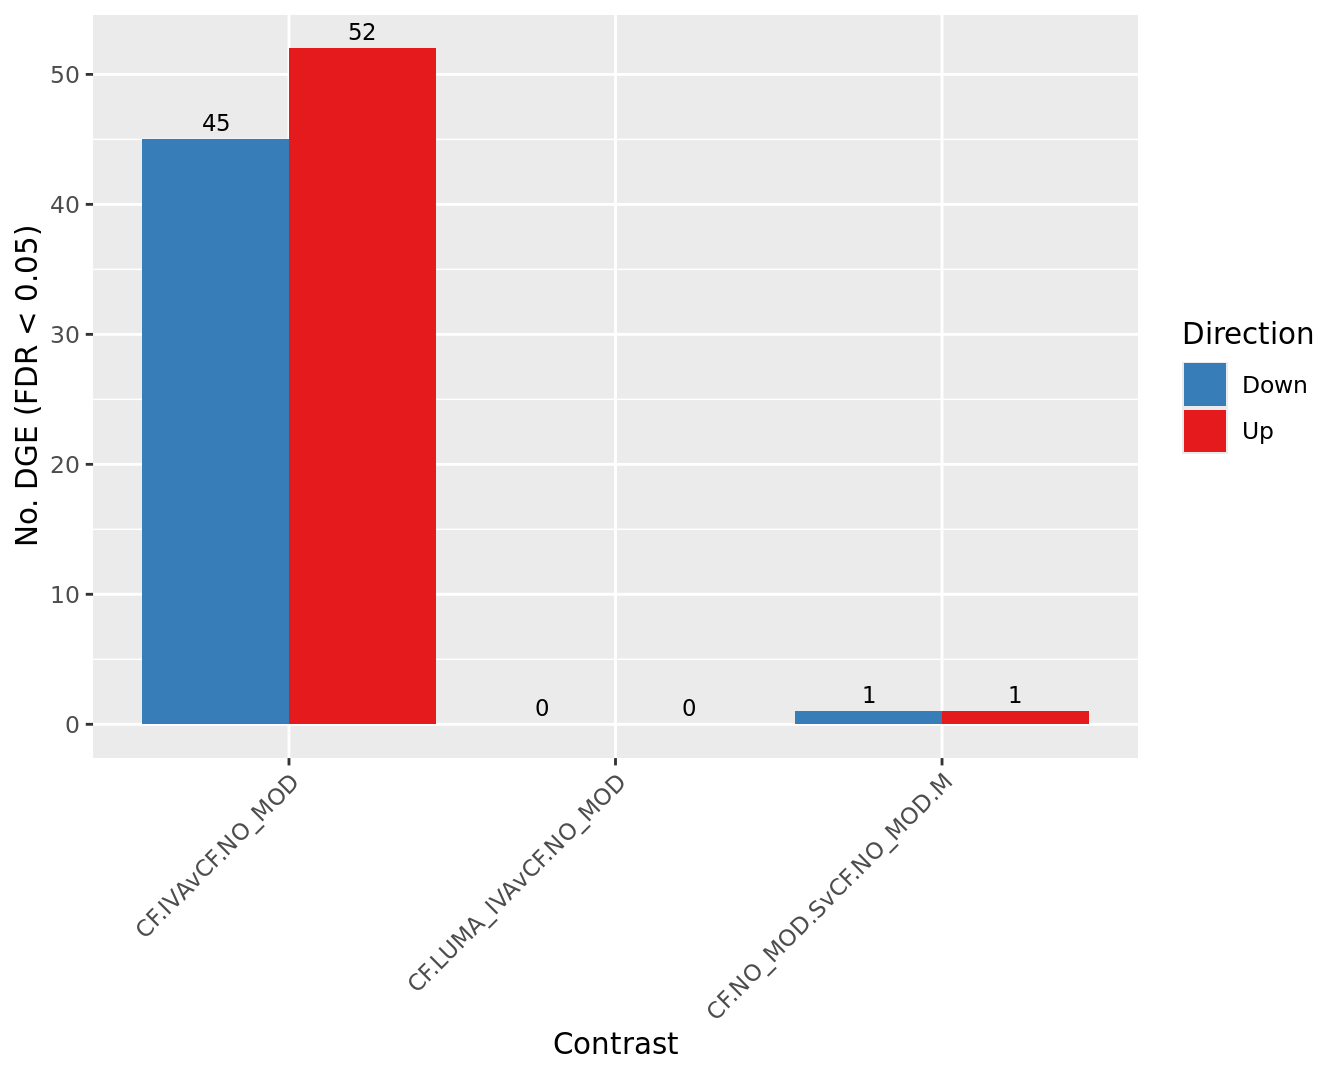 52
45
0
0
1
1
50
40
30
20
10
0
No. DGE (FDR < 0.05)
CF.IVAvCF.NO_MOD
CF.LUMA_IVAvCF.NO_MOD
CF.NO_MOD.SvCF.NO_MOD.M
Contrast
Direction
Down
Up